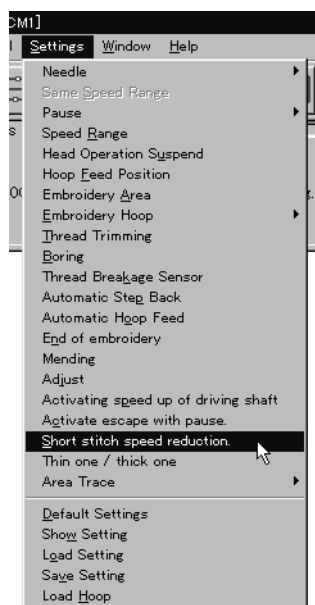 CM1]
Settings Window Help
Needle
Same Speed Range
Pause
Speed Range
Head Operation Suspend
Hoop Feed Position
Embroidery Area
Embroidery Hoop
Thread Trimming
Boring
Thread Breakage Sensor
Automatic Step Back
Automatic Hoop Feed
End of embroidery
Mending
Adjust
Activating speed up of driving shaft
Activate escape with pause.
Short stitch speed reduction.
Thin one / thick one
Area Trace
Default Settings
Show Setting
Load Setting
Save Setting
Load Hoop